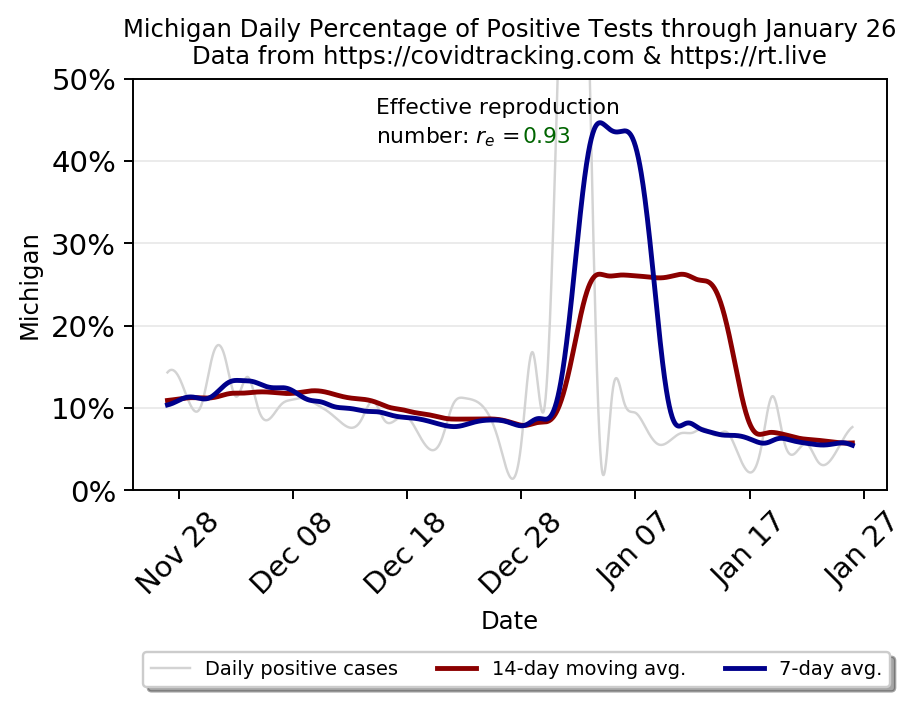 Michigan Daily Percentage of Positive Tests through January 26
Data from https://covidtracking.com & https://rt.live
50%
Effective reproduction
number: rₑ =0.93
40%
30%
Michigan
20%
10%
0%
Nov 28 Dec 08 Dec 18 Dec 28 Jan 07 Jan 17 Jan 27
Date
Daily positive cases 14-day moving avg. 7-day avg.